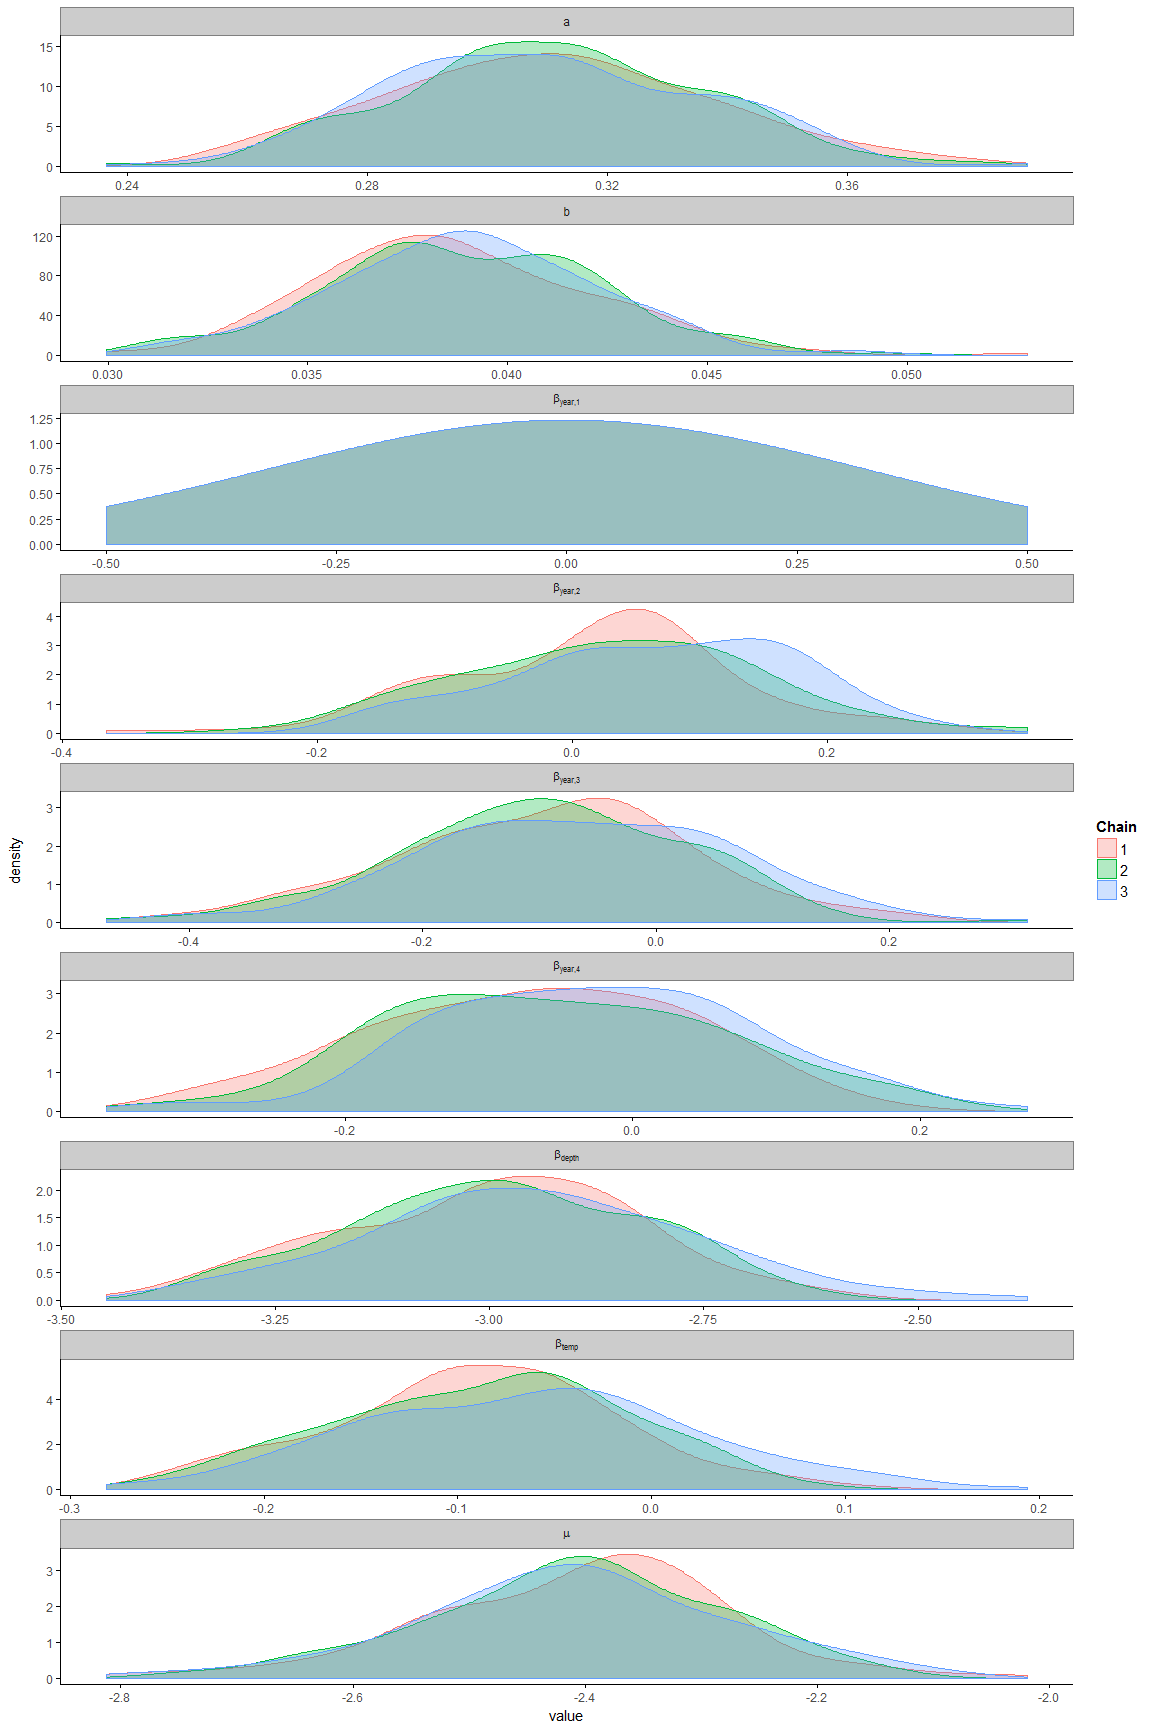 a
15
10
5
0
0.24 0.28 0.32 0.36
b
120
80
40
0
0.030 0.035 0.040 0.045 0.050
βyear,1
1.25
1.00
0.75
0.50
0.25
0.00
-0.50 -0.25 0.00 0.25 0.50
βyear,2
4
3
2
1
0
-0.4 -0.2 0.0 0.2
βyear,3
3
2
1
0
-0.4 -0.2 0.0 0.2
βyear,4
3
2
1
0
-0.2 0.0 0.2
βdepth
2.0
1.5
1.0
0.5
0.0
-3.50 -3.25 -3.00 -2.75 -2.50
βtemp
4
2
0
-0.3 -0.2 -0.1 0.0 0.1 0.2
μ
3
2
1
0
-2.8 -2.6 -2.4 -2.2 -2.0
value
density
Chain
1
2
3